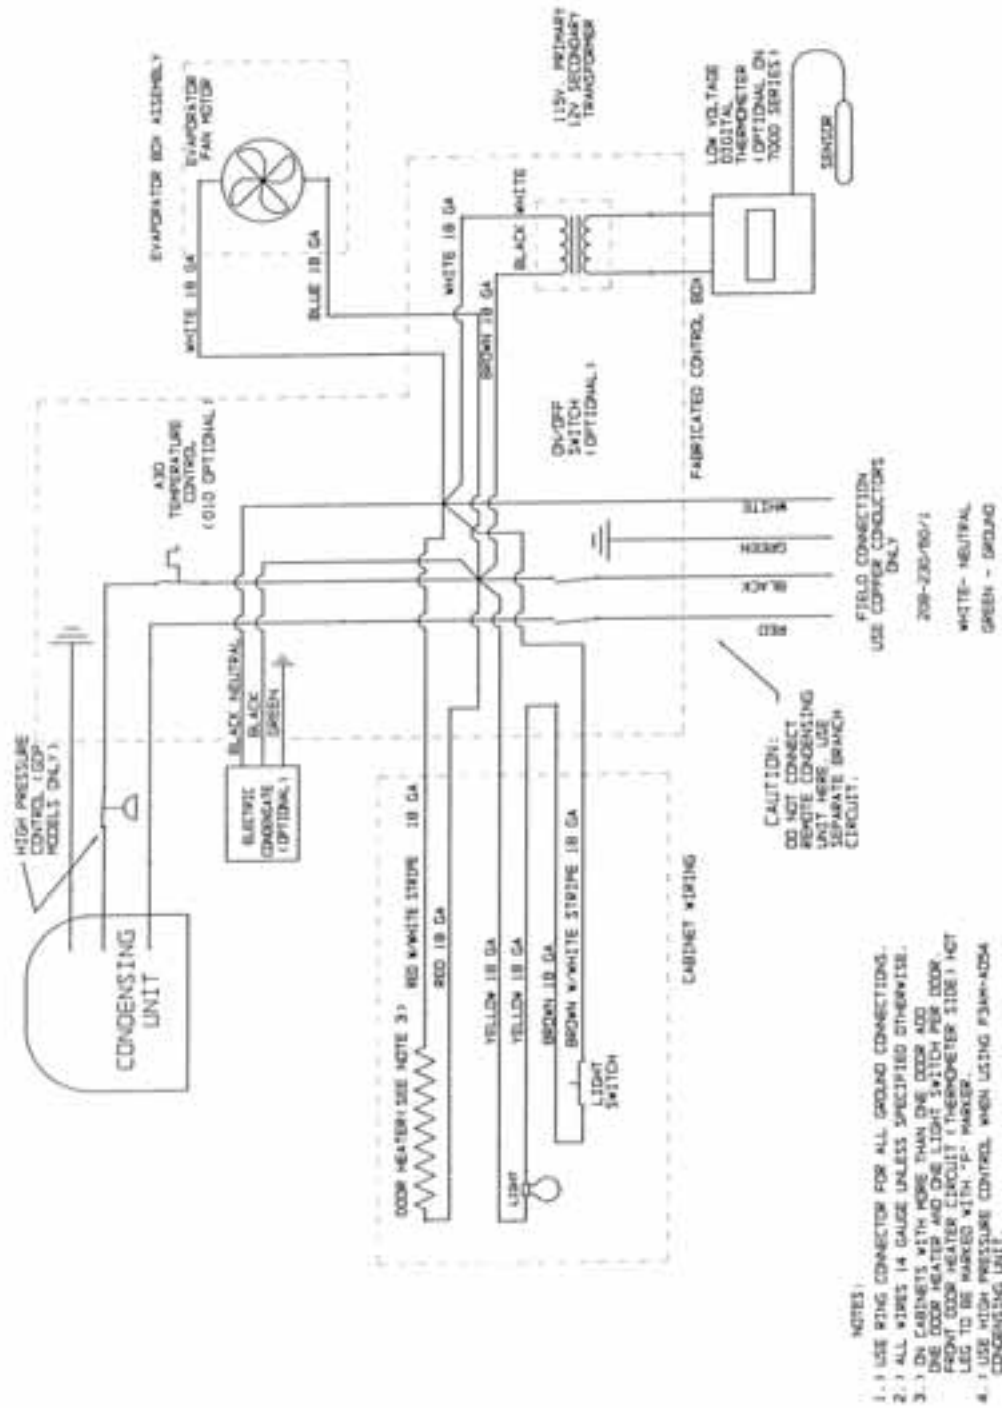 HIGH PRESSURE
CONTROL (GDP
MODELS ONLY)
CONDENSING
UNIT
A30
TEMPERATURE
CONTROL
(010 OPTIONAL)
EVAPORATOR BOX ASSEMBLY
EVAPORATOR
FAN MOTOR
WHITE 18 GA
BLUE 18 GA
BLACK NEUTRAL
BLACK
GREEN
ELECTRIC
CONDENSATE
(OPTIONAL)
WHITE 18 GA
BROWN 18 GA
BLACK
WHITE
115V. PRIMARY
12V SECONDARY
TRANSFORMER
DOOR HEATER(SEE NOTE 3)
RED W/WHITE STRIPE 18 GA
RED 18 GA
YELLOW 18 GA
YELLOW 18 GA
BROWN 18 GA
BROWN W/WHITE STRIPE 18 GA
LIGHT
LIGHT
SWITCH
CABINET WIRING
ON/OFF
SWITCH
(OPTIONAL)
FABRICATED CONTROL BOX
LOW VOLTAGE
DIGITAL
THERMOMETER
(OPTIONAL ON
7000 SERIES)
SENSOR
RED
BLACK
GREEN
WHITE
CAUTION:
DO NOT CONNECT
REMOTE CONDENSING
UNIT HERE. USE
SEPARATE BRANCH
CIRCUIT.
FIELD CONNECTION
USE COPPER CONDUCTORS
ONLY
208-230/60/1
WHITE- NEUTRAL
GREEN - GROUND
NOTES:
1.) USE RING CONNECTOR FOR ALL GROUND CONNECTIONS.
2.) ALL WIRES 14 GAUGE UNLESS SPECIFIED OTHERWISE.
3.) ON CABINETS WITH MORE THAN ONE DOOR ADD
ONE DOOR HEATER AND ONE LIGHT SWITCH PER DOOR.
FRONT DOOR HEATER CIRCUIT (THERMOMETER SIDE) HOT
LEG TO BE MARKED WITH "F" MARKER.
4.) USE HIGH PRESSURE CONTROL WHEN USING
CONDENSING UNIT.